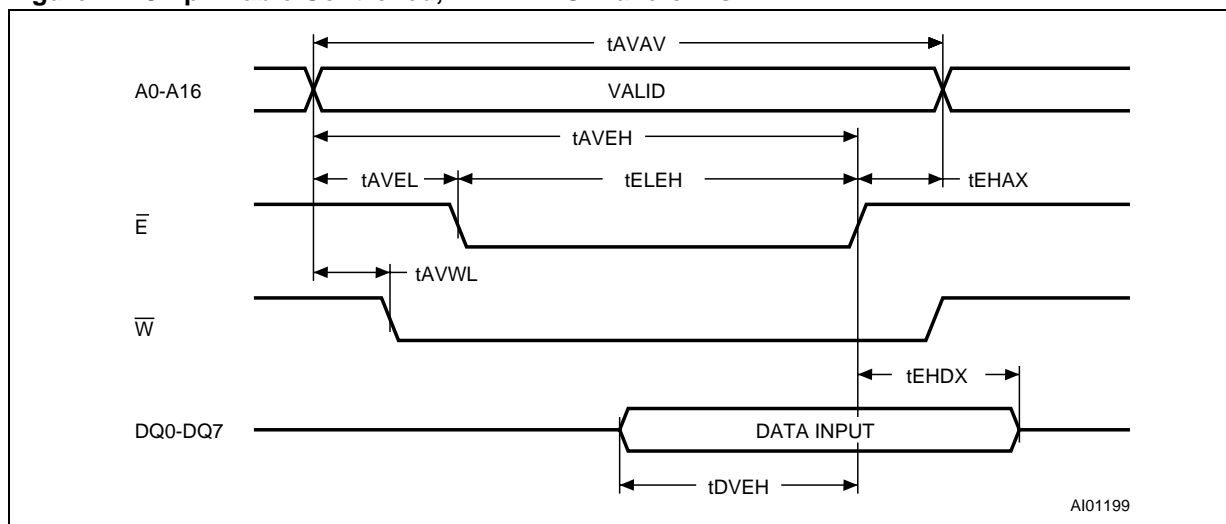 tAVAV
A0-A16
VALID
tAVEH
tAVEL
tELEH
tEHAX
E
tAVWL
W
tEHDX
DQ0-DQ7
DATA INPUT
tDVEH
AI01199